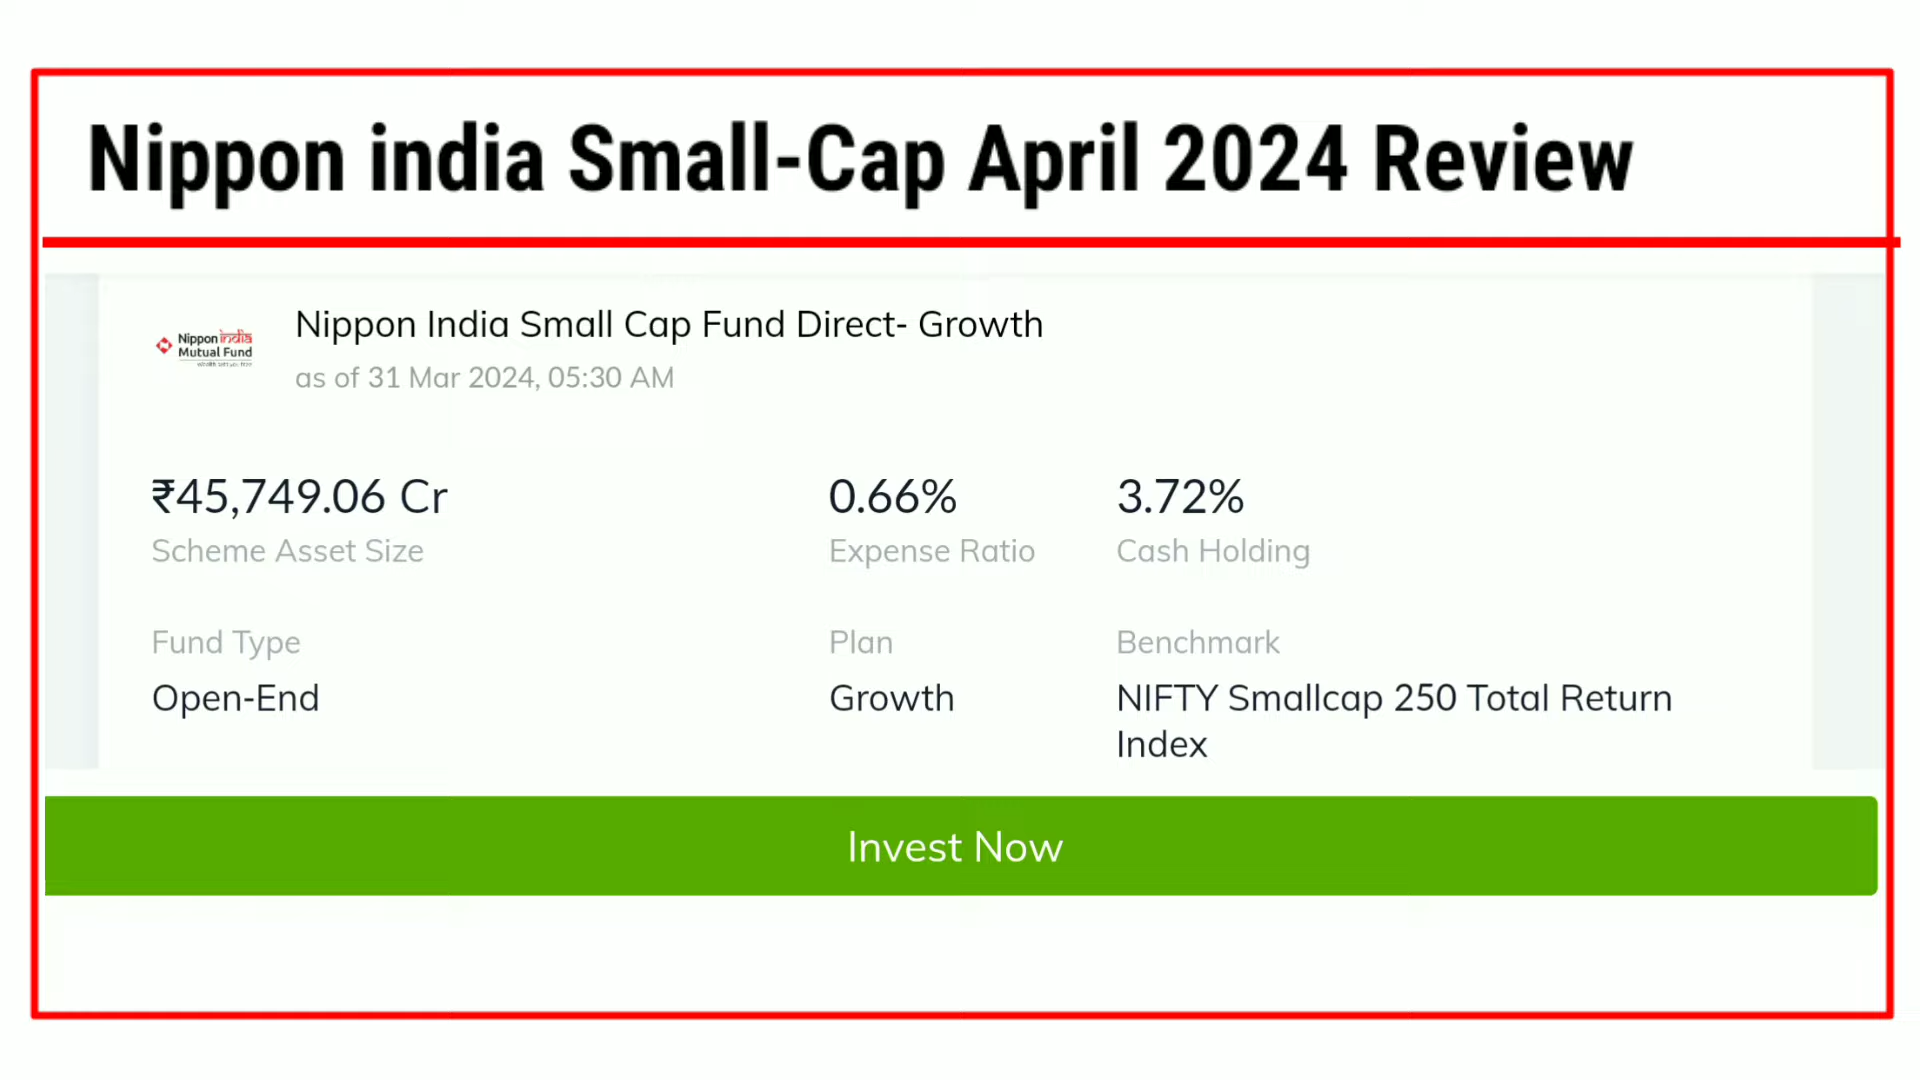 Nippon india Small-Cap April 2024 Review
Nippon India Small Cap Fund Direct- Growth
Nippon इndia
Mutual Fund
as of 31 Mar 2024, 05:30 AM
₹45,749.06 Cr
0.66%
3.72%
Scheme Asset Size
Expense Ratio
Cash Holding
Fund Type
Plan
Benchmark
Open-End
Growth
NIFTY Smallcap 250 Total Return
Index
Invest Now